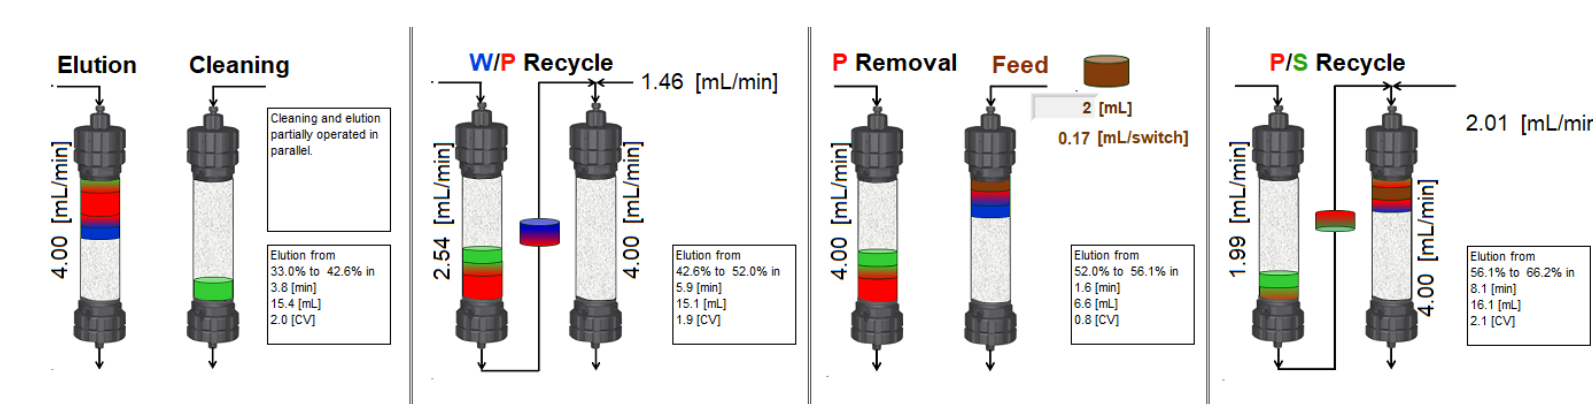 Elution
Cleaning
4.00 [mL/min]
Cleaning and elution
partially operated in
parallel.
Elution from
33.0% to 42.6% in
3.8 [min]
15.4 [mL]
2.0 [CV]
W/P Recycle
1.46 [mL/min]
2.54 [mL/min]
4.00 [mL/min]
Elution from
42.6% to 52.0% in
5.9 [min]
15.1 [mL]
1.9 [CV]
P Removal
Feed
2 [mL]
0.17 [mL/switch]
4.00 [mL/min]
Elution from
52.0% to 56.1% in
1.6 [min]
6.6 [mL]
0.8 [CV]
P/S Recycle
2.01 [mL/min
1.99 [mL/min]
4.00 [mL/min]
Elution from
56.1% to 66.2% in
8.1 [min]
16.1 [mL]
2.1 [CV]